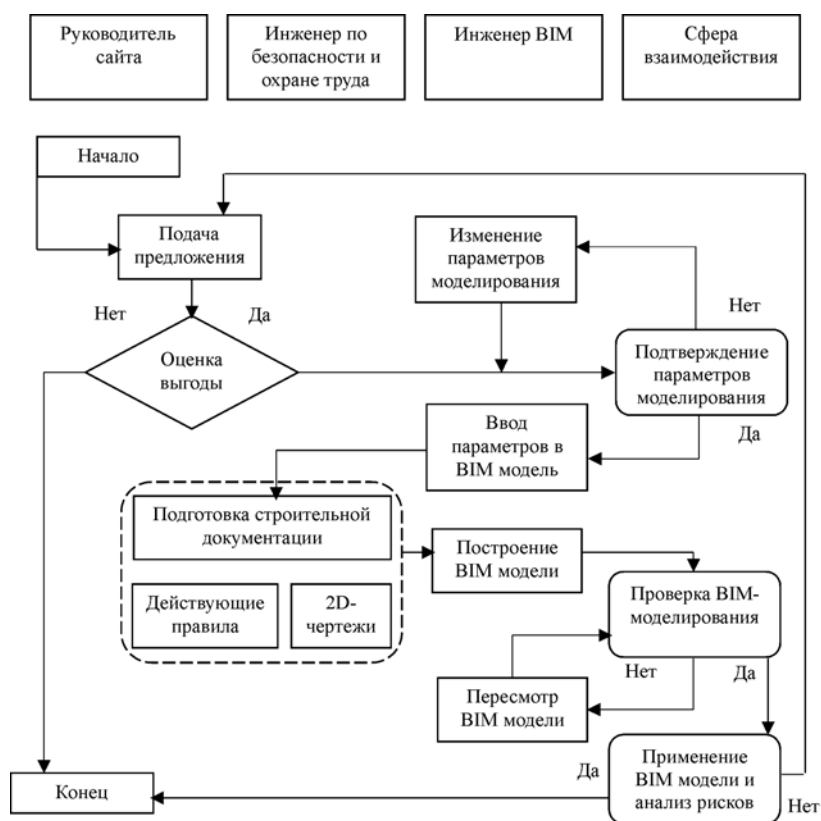 Руководитель
сайта
Инженер по
безопасности и
охране труда
Инженер BIM
Сфера
взаимодействия
Начало
Подача
предложения
Изменение
параметров
моделирования
Нет
Да
Нет
Оценка
выгоды
Подтверждение
параметров
моделирования
Да
Ввод
параметров в
BIM модель
Подготовка строительной
документации
Построение
BIM модели
Действующие
правила
2D-
чертежи
Проверка BIM-
моделирования
Нет
Да
Пересмотр
BIM модели
Применение
BIM модели и
анализ рисков
Да
Нет
Конец